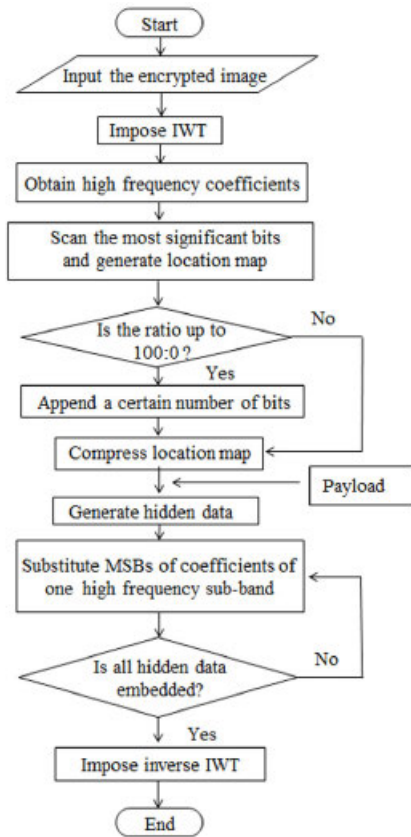 Start
Input the encrypted image
Impose IWT
Obtain high frequency coefficients
Scan the most significant bits
and generate location map
Is the ratio up to
100:0?
No
Yes
Append a certain number of bits
Compress location map
Payload
Generate hidden data
Substitute MSBs of coefficients of
one high frequency sub-band
Is all hidden data
embedded?
No
Yes
Impose inverse IWT
End